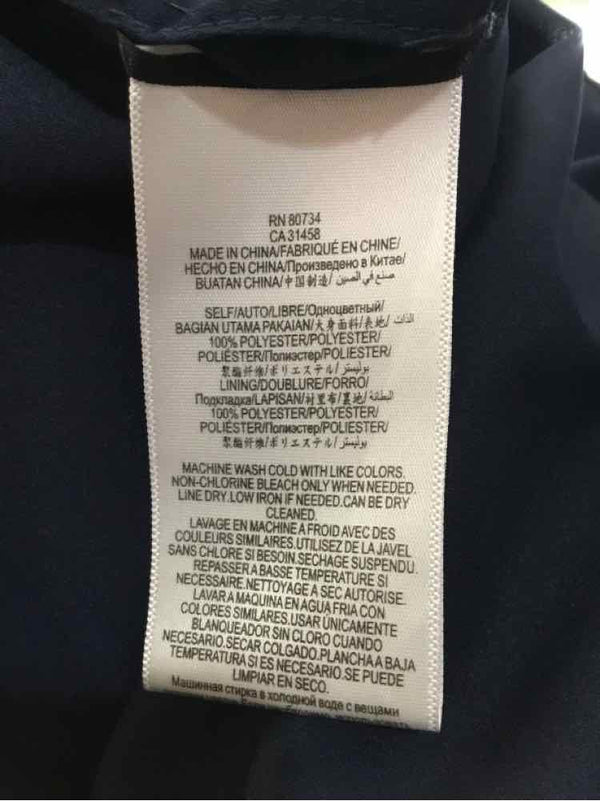 RN 80734
CA 31458
MADE IN CHINA/FABRIQUÉ EN CHINE/
HECHO EN CHINA/Произведено в Китае/
BUATAN CHINA/中国制造/ صنع في الصين
SELF/AUTO/LIBRE/Одноцветный/
BAGIAN UTAMA PAKAIAN/大身面料/表地/ الذات
100% POLYESTER/POLYESTER/
POLIÉSTER/Полиэстер/POLIESTER/
聚酯纤维/ポリエステル/ بوليستر
LINING/DOUBLURE/FORRO/
Подкладка/LAPISAN/衬里布/裏地/ البطانة
100% POLYESTER/POLYESTER/
POLIÉSTER/Полиэстер/POLIESTER/
聚酯纤维/ポリエステル/ بوليستر
MACHINE WASH COLD WITH LIKE COLORS.
NON-CHLORINE BLEACH ONLY WHEN NEEDED.
LINE DRY.LOW IRON IF NEEDED.CAN BE DRY
CLEANED.
LAVAGE EN MACHINE A FROID AVEC DES
COULEURS SIMILAIRES.UTILISEZ DE LA JAVEL
SANS CHLORE SI BESOIN.SECHAGE SUSPENDU.
REPASSER A BASSE TEMPERATURE SI
NECESSAIRE.NETTOYAGE A SEC AUTORISE.
LAVAR A MAQUINA EN AGUA FRIA CON
COLORES SIMILARES.USAR ÚNICAMENTE
BLANQUEADOR SIN CLORO CUANDO
NECESARIO.SECAR COLGADO.PLANCHA A BAJA
TEMPERATURA SI ES NECESARIO.SE PUEDE
LIMPIAR EN SECO.
Машинная стирка в холодной воде с вещами